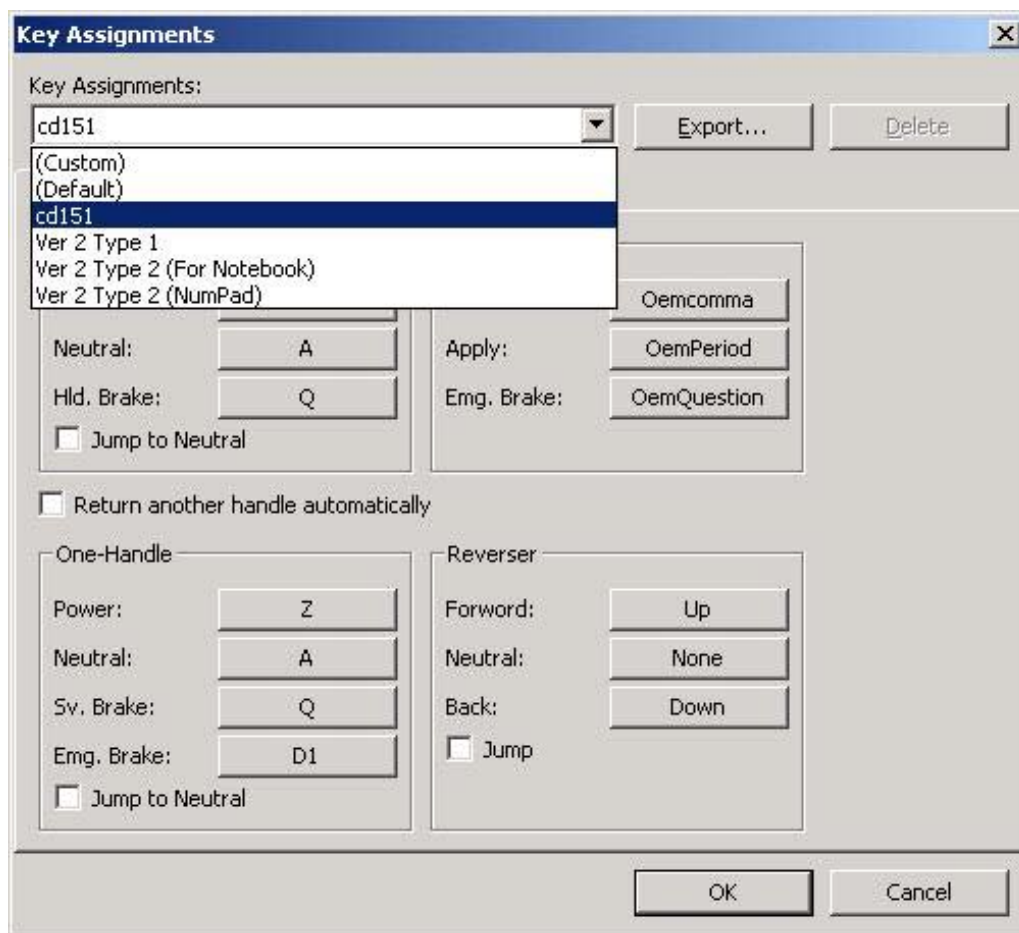 Key Assignments
Key Assignments:
cd151
Export...
Delete
(Custom)
(Default)
cd151
Ver 2 Type 1
Ver 2 Type 2 (For Notebook)
Ver 2 Type 2 (NumPad)
Oemcomma
Neutral: A
Apply: OemPeriod
Hld. Brake: Q
Emg. Brake: OemQuestion
Jump to Neutral
Return another handle automatically
One-Handle
Power: Z
Neutral: A
Sv. Brake: Q
Emg. Brake: D1
Jump to Neutral
Reverser
Forword: Up
Neutral: None
Back: Down
Jump
OK
Cancel